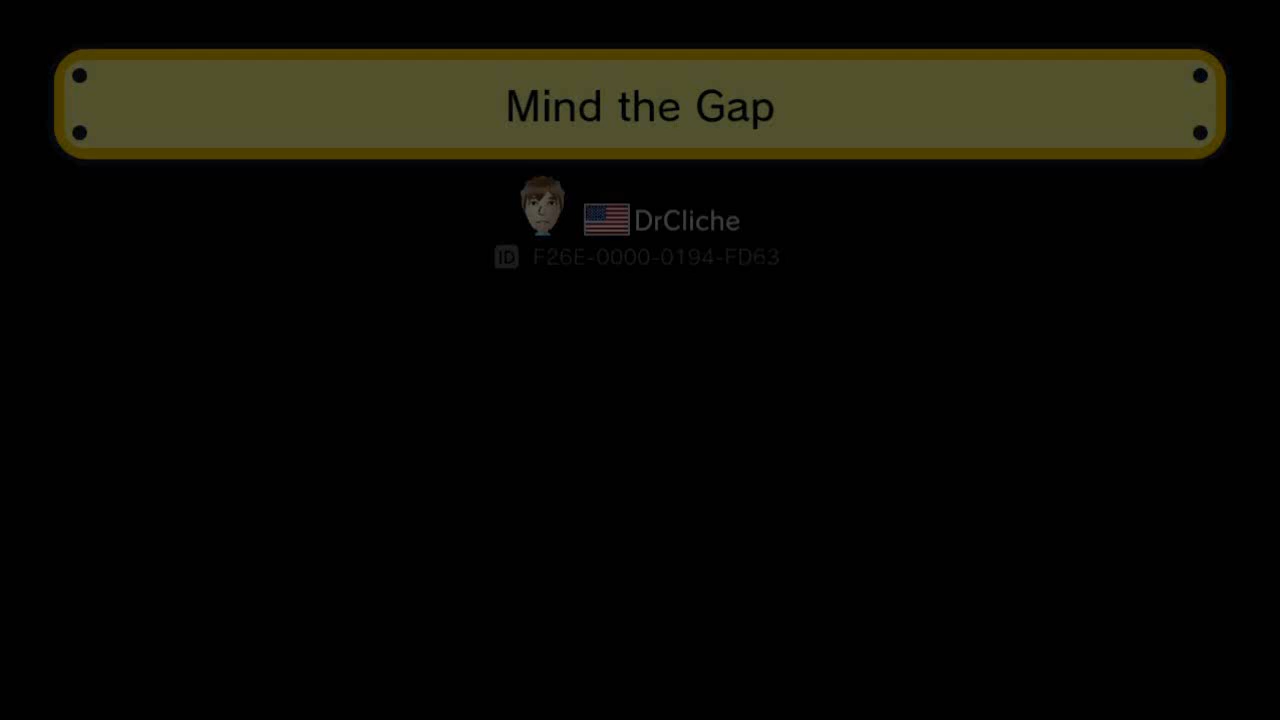 Mind the Gap
DrCliche
ID F26E-0000-0194-FD63